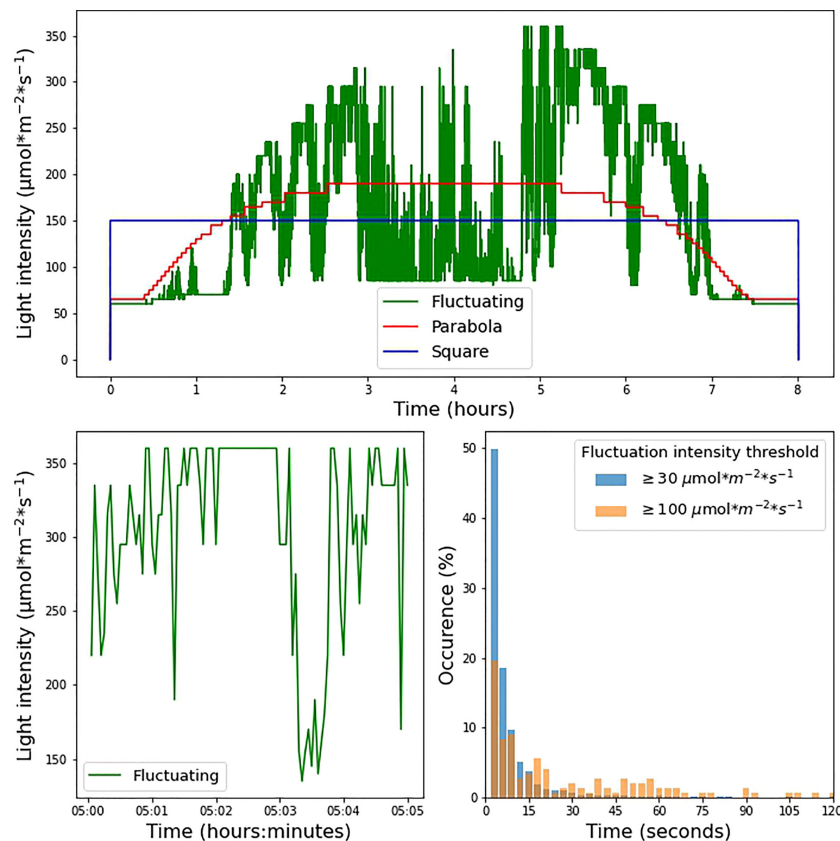 Light intensity (µmol*m⁻²*s⁻¹)
350
300
250
200
150
100
50
0
Fluctuating
Parabola
Square
0 1 2 3 4 5 6 7 8
Time (hours)
Light intensity (µmol*m⁻²*s⁻¹)
350
300
250
200
150
Fluctuating
05:00 05:01 05:02 05:03 05:04 05:05
Time (hours:minutes)
Occurence (%)
50
40
30
20
10
0
Fluctuation intensity threshold
≥30 µmol*m⁻²*s⁻¹
≥100 µmol*m⁻²*s⁻¹
0 15 30 45 60 75 90 105 120
Time (seconds)